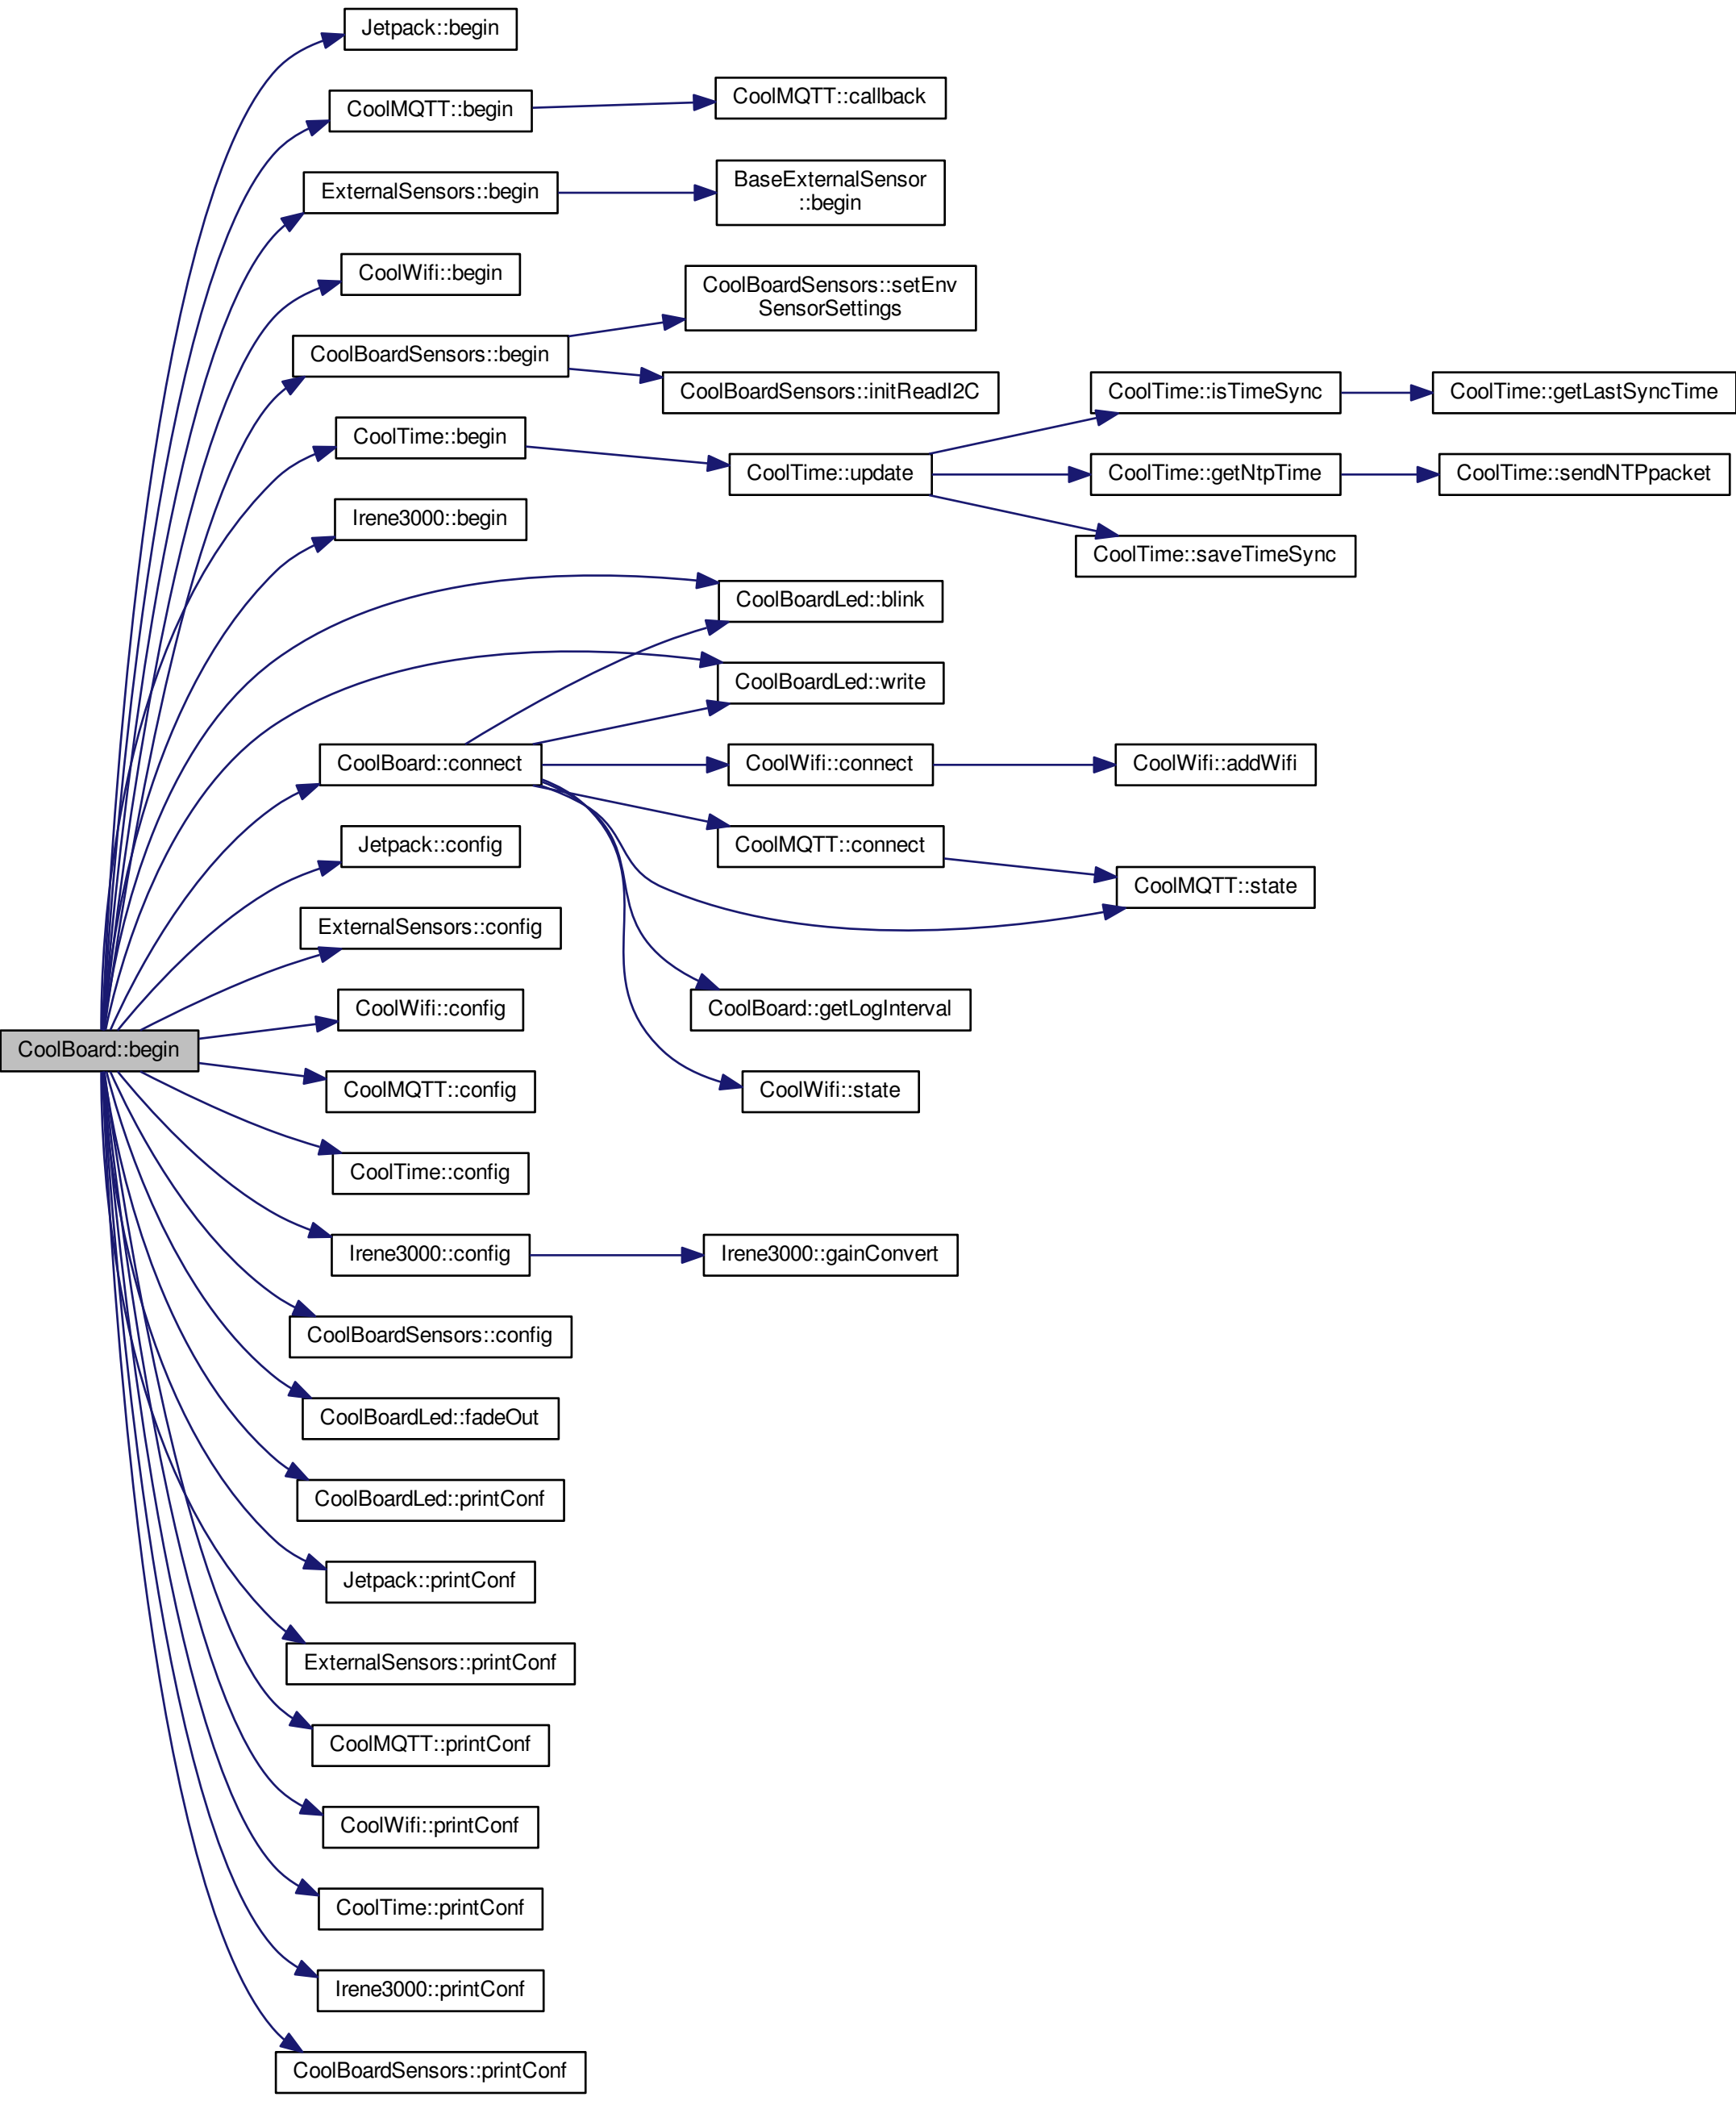 Jetpack::begin
CoolMQTT::begin
CoolMQTT::callback
ExternalSensors::begin
BaseExternalSensor
::begin
CoolWifi::begin
CoolBoardSensors::setEnv
SensorSettings
CoolBoardSensors::begin
CoolBoardSensors::initReadI2C
CoolTime::isTimeSync
CoolTime::getLastSyncTime
CoolTime::begin
CoolTime::update
CoolTime::getNtpTime
CoolTime::sendNTPpacket
Irene3000::begin
CoolTime::saveTimeSync
CoolBoardLed::blink
CoolBoardLed::write
CoolBoard::connect
CoolWifi::connect
CoolWifi::addWifi
Jetpack::config
CoolMQTT::connect
CoolMQTT::state
ExternalSensors::config
CoolWifi::config
CoolBoard::getLogInterval
CoolBoard::begin
CoolMQTT::config
CoolWifi::state
CoolTime::config
Irene3000::config
Irene3000::gainConvert
CoolBoardSensors::config
CoolBoardLed::fadeOut
CoolBoardLed::printConf
Jetpack::printConf
ExternalSensors::printConf
CoolMQTT::printConf
CoolWifi::printConf
CoolTime::printConf
Irene3000::printConf
CoolBoardSensors::printConf